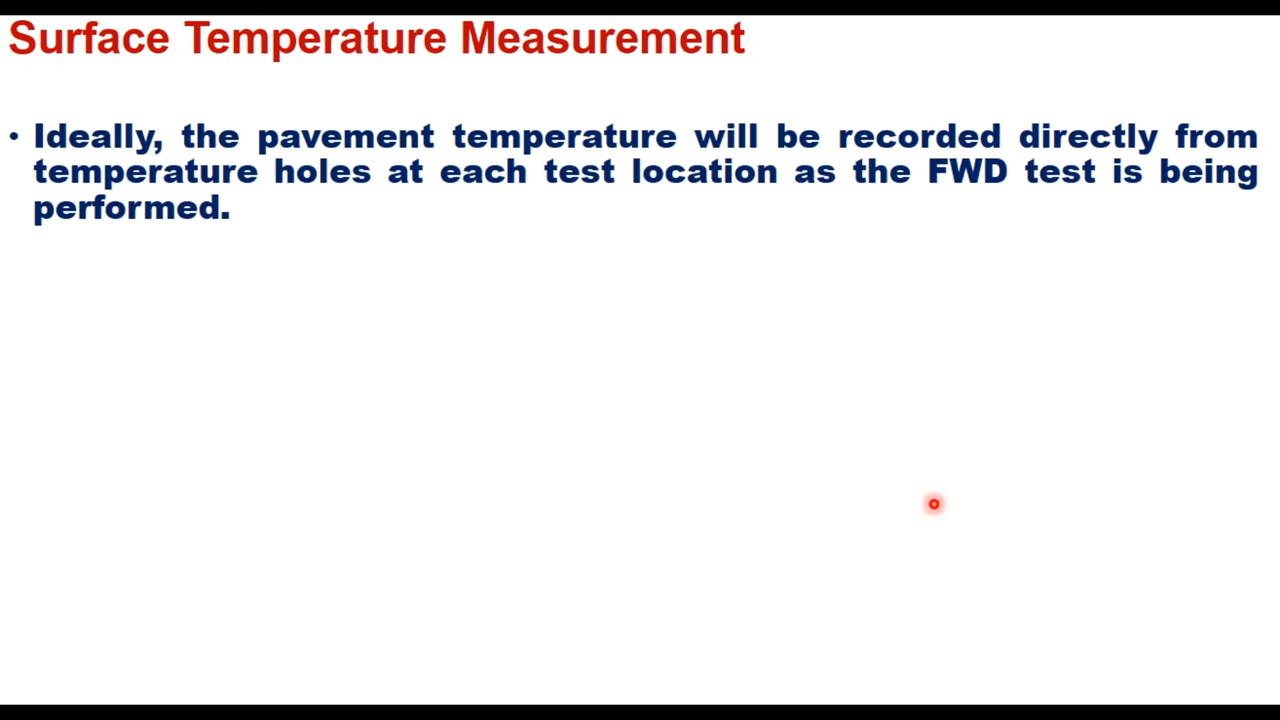 Surface Temperature Measurement
• Ideally, the pavement temperature will be recorded directly from
temperature holes at each test location as the FWD test is being
performed.